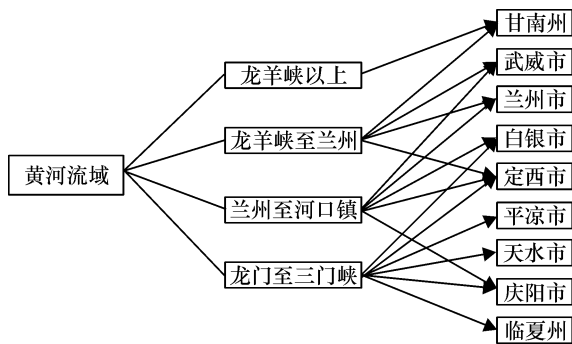 黄河流域
龙羊峡以上
龙羊峡至兰州
兰州至河口镇
龙门至三门峡
甘南州
武威市
兰州市
白银市
定西市
平凉市
天水市
庆阳市
临夏州